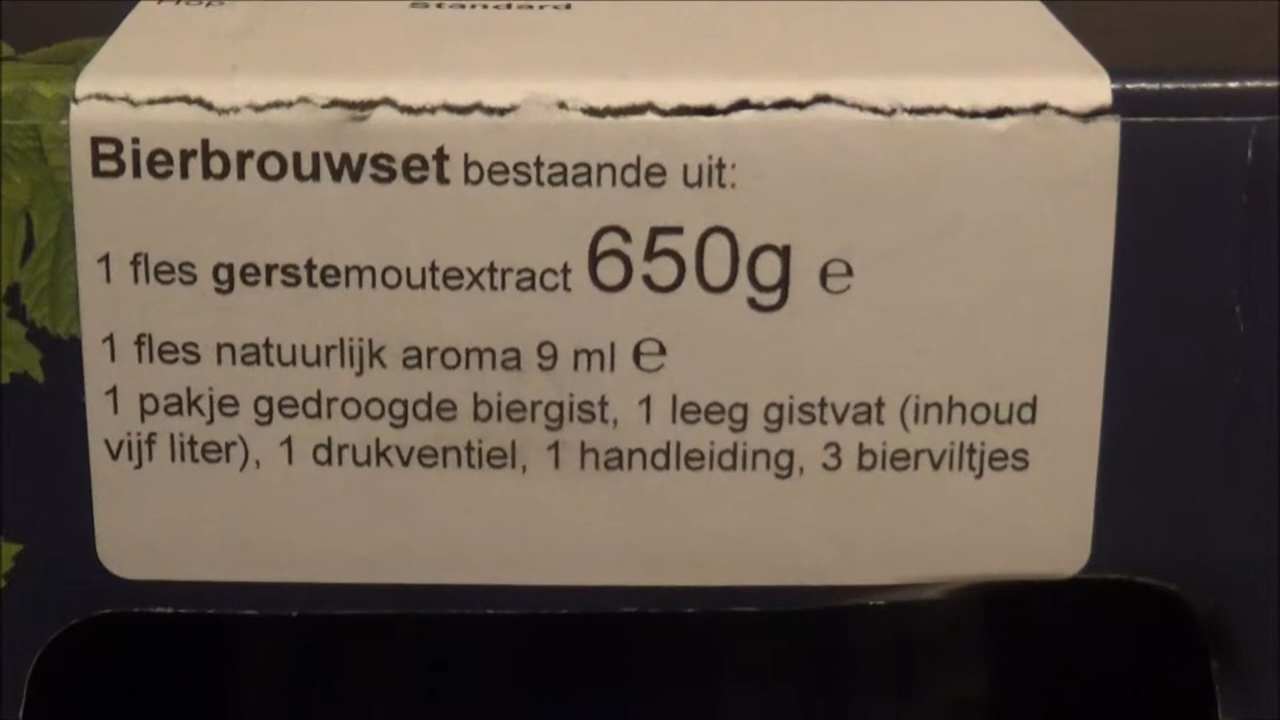 Hop
Standard
Bierbrouwset bestaande uit:
1 fles gerstemoutextract 650g ℮
1 fles natuurlijk aroma 9 ml ℮
1 pakje gedroogde biergist, 1 leeg gistvat (inhoud
vijf liter), 1 drukventiel, 1 handleiding, 3 bierviltjes